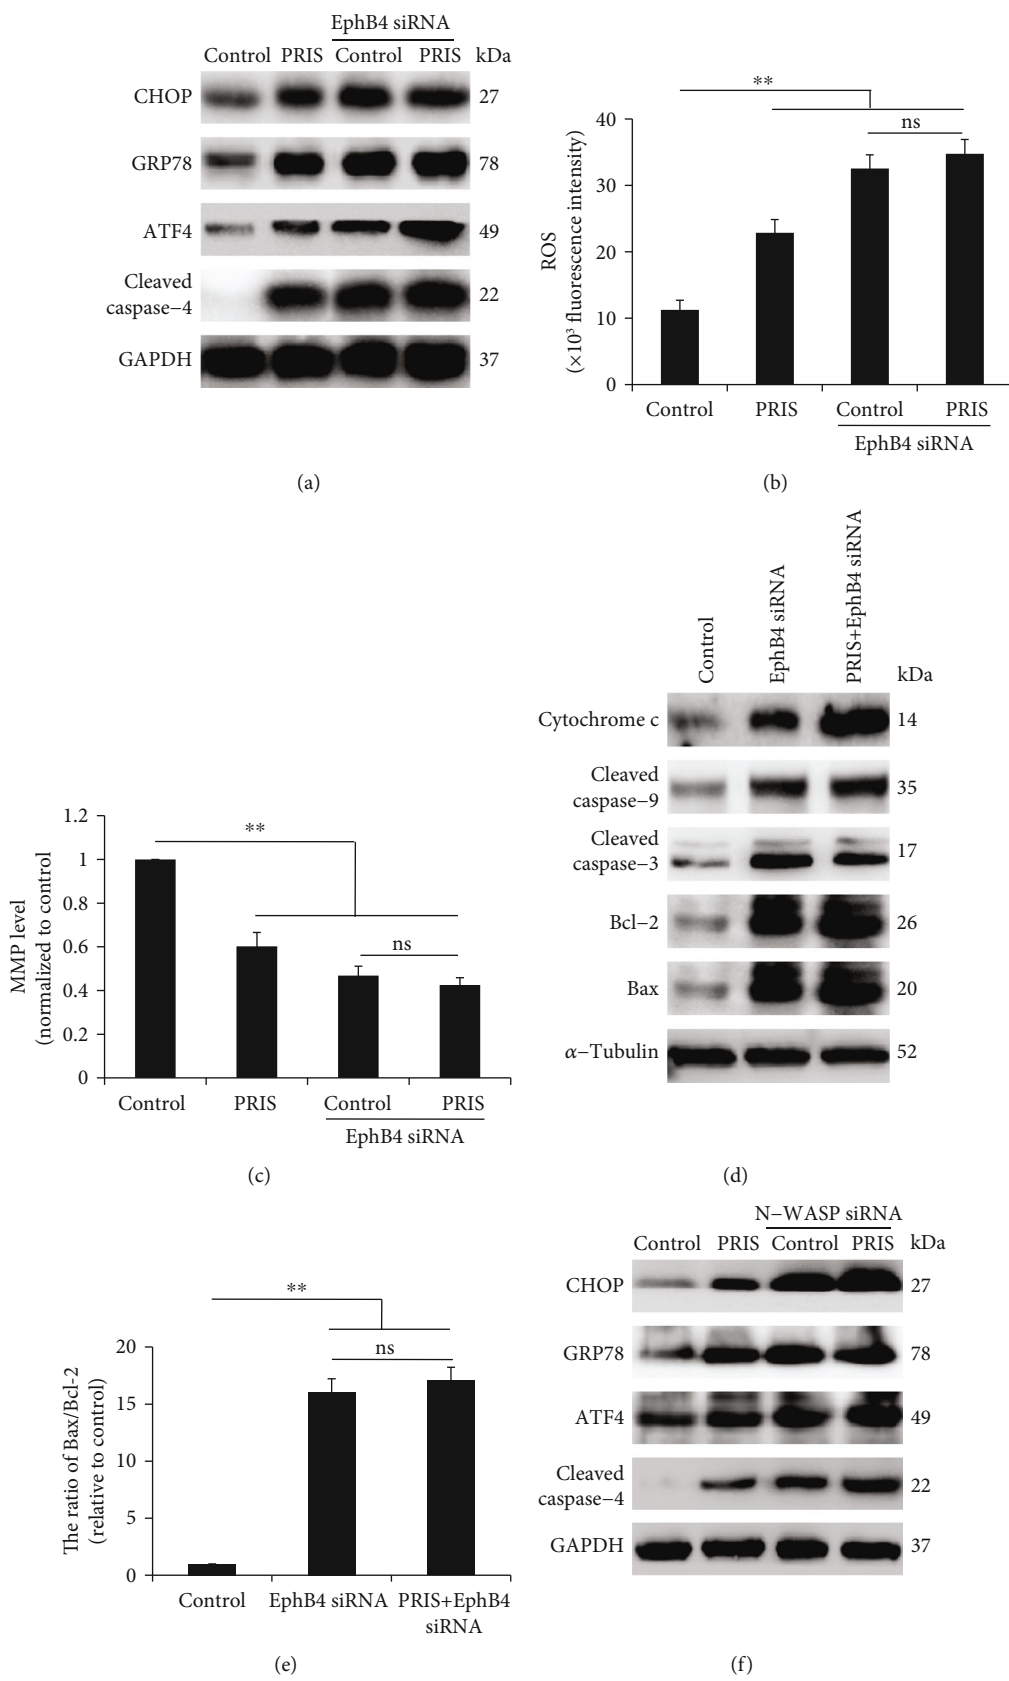 EphB4 siRNA
Control PRIS Control PRIS kDa
CHOP 27
GRP78 78
ATF4 49
Cleaved
caspase−4 22
GAPDH 37
(a)
**
ns
40
30
20
10
0
ROS
(×10³ fluorescence intensity)
Control PRIS Control PRIS
EphB4 siRNA
(b)
**
ns
1.2
1
0.8
0.6
0.4
0.2
0
MMP level
(normalized to control)
Control PRIS Control PRIS
EphB4 siRNA
(c)
Control
EphB4 siRNA
PRIS+EphB4 siRNA
kDa
Cytochrome c 14
Cleaved
caspase−9 35
Cleaved
caspase−3 17
Bcl−2 26
Bax 20
α−Tubulin 52
(d)
**
ns
20
15
10
5
0
The ratio of Bax/Bcl-2
(relative to control)
Control EphB4 siRNA PRIS+EphB4
siRNA
(e)
N−WASP siRNA
Control PRIS Control PRIS kDa
CHOP 27
GRP78 78
ATF4 49
Cleaved
caspase−4 22
GAPDH 37
(f)